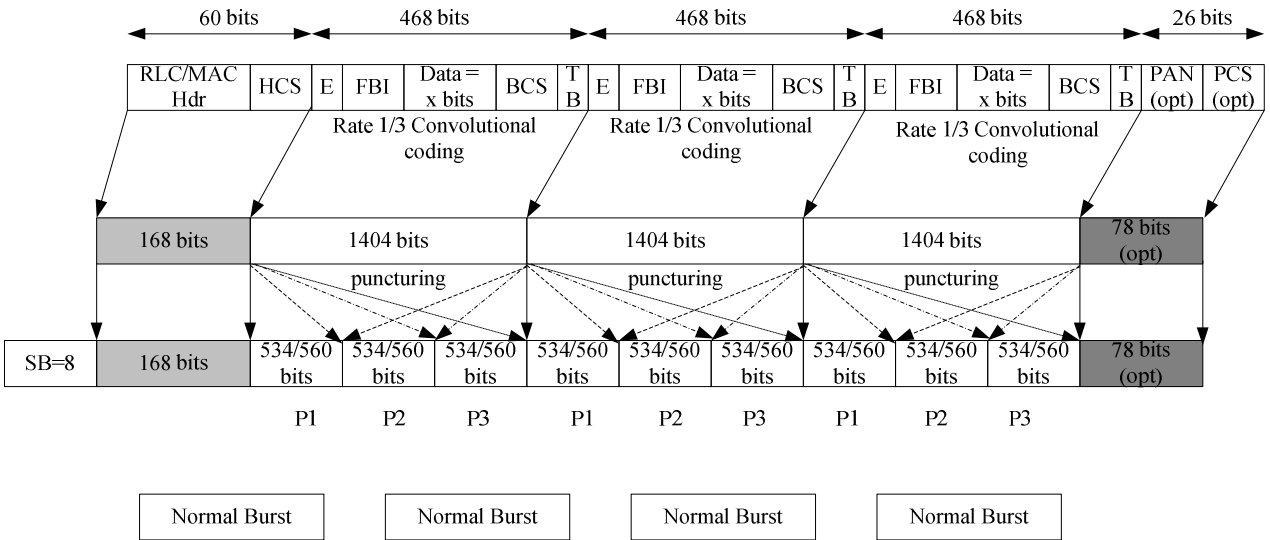 60 bits 468 bits 468 bits 468 bits 26 bits
RLC/MAC Hdr HCS E FBI Data = x bits BCS T B E FBI Data = x bits BCS T B E FBI Data = x bits BCS T B PAN (opt) PCS (opt)
Rate 1/3 Convolutional coding Rate 1/3 Convolutional coding Rate 1/3 Convolutional coding
168 bits 1404 bits 1404 bits 1404 bits 78 bits (opt)
puncturing puncturing puncturing
SB=8 168 bits 534/560 bits 534/560 bits 534/560 bits 534/560 bits 534/560 bits 534/560 bits 534/560 bits 534/560 bits 534/560 bits 78 bits (opt)
P1 P2 P3 P1 P2 P3 P1 P2 P3
Normal Burst Normal Burst Normal Burst Normal Burst